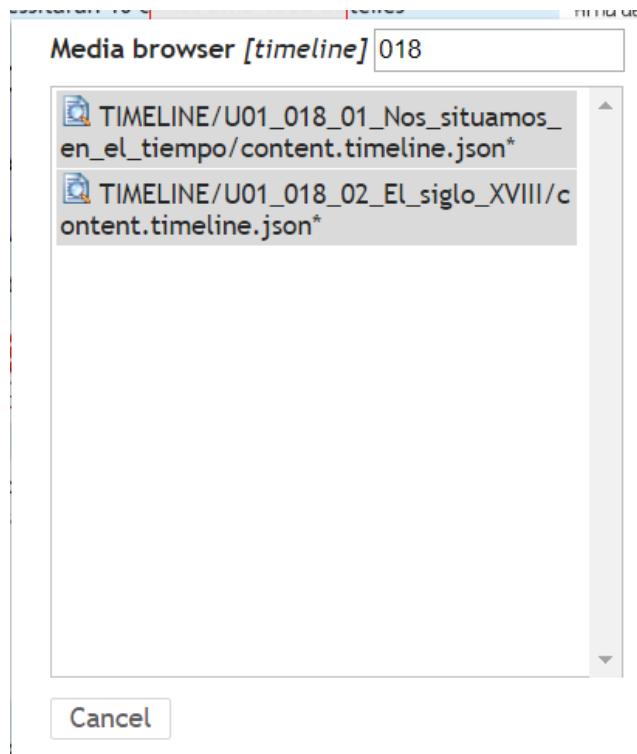 Media browser [timeline] 018
TIMELINE/U01_018_01_Nos_situamos_
en_el_tiempo/content.timeline.json*
TIMELINE/U01_018_02_El_siglo_XVIII/c
ontent.timeline.json*
Cancel